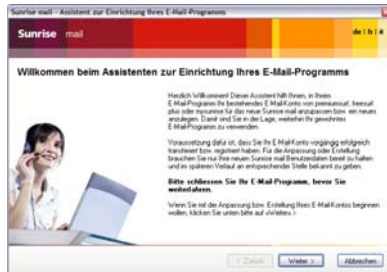 Sunrise mail - Assistent zur Einrichtung Ihres E-Mail-Programms
Sunrise mail
de | fr | it
Willkommen beim Assistenten zur Einrichtung Ihres E-Mail-Programms
Herzlich Willkommen! Dieser Assistent hilft Ihnen, in Ihrem
E-Mail-Programm Ihr bestehendes E-Mail-Konto von premiumsurf, freesurf
plus oder mysunrise für das neue Sunrise mail anzupassen bzw. ein neues
anzulegen. Damit sind Sie in der Lage, weiterhin Ihr gewohntes
E-Mail-Programm zu verwenden.
Voraussetzung dafür ist, dass Sie Ihr E-Mail-Konto vorgängig erfolgreich
transferiert bzw. registriert haben. Für die Anpassung oder Erstellung
brauchen Sie nur Ihre neuen Sunrise mail Benutzerdaten bereit zu halten
und im späteren Verlauf an entsprechender Stelle bekannt zu geben.
Bitte schliessen Sie Ihr E-Mail-Programm, bevor Sie
weiterfahren.
Wenn Sie mit der Anpassung bzw. Erstellung Ihres E-Mail-Kontos beginnen
wollen, klicken Sie unten bitte auf «Weiter» >
< Zurück
Weiter >
Abbrechen